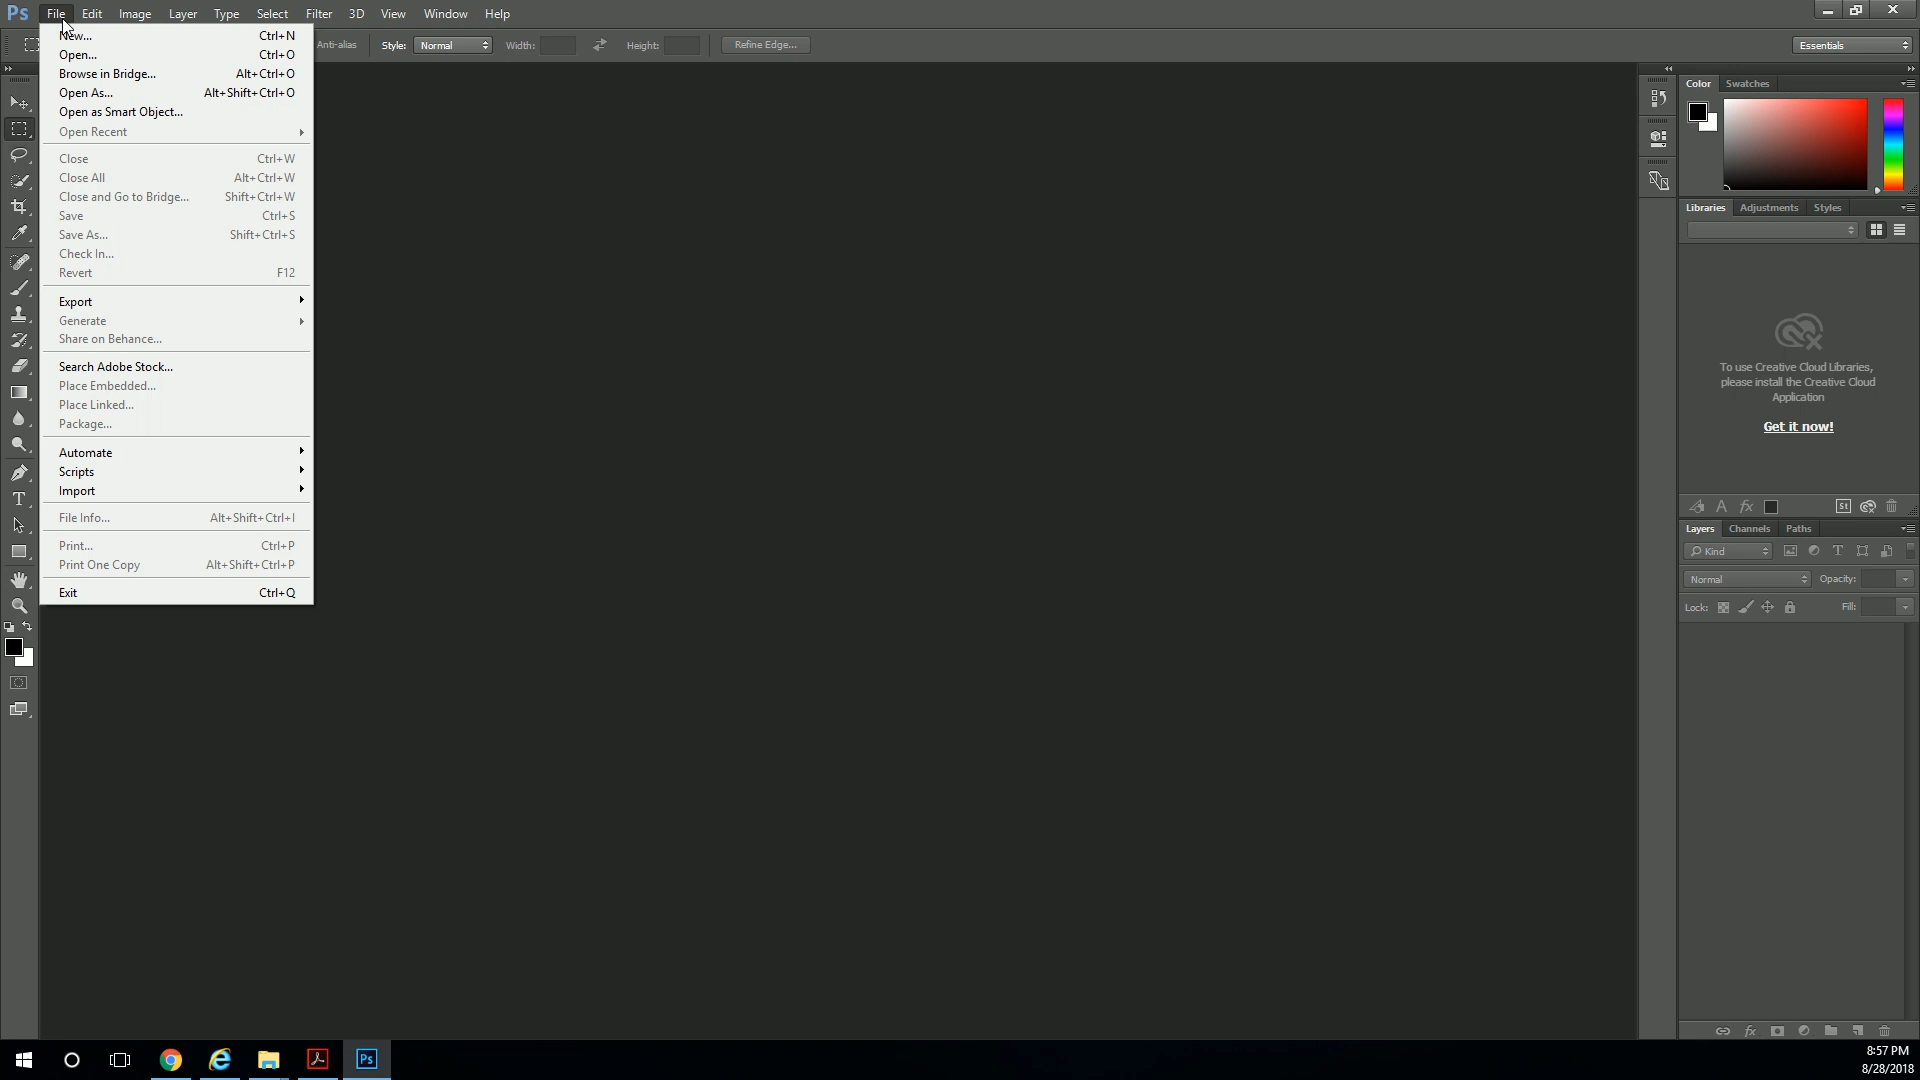 Ps File Edit Image Layer Type Select Filter 3D View Window Help
Anti-alias Style: Normal Width: Height: Refine Edge... Essentials
New... Ctrl+N
Open... Ctrl+O
Browse in Bridge... Alt+Ctrl+O
Open As... Alt+Shift+Ctrl+O
Open as Smart Object...
Open Recent
Close Ctrl+W
Close All Alt+Ctrl+W
Close and Go to Bridge... Shift+Ctrl+W
Save Ctrl+S
Save As... Shift+Ctrl+S
Check In...
Revert F12
Export
Generate
Share on Behance...
Search Adobe Stock...
Place Embedded...
Place Linked...
Package...
Automate
Scripts
Import
File Info... Alt+Shift+Ctrl+I
Print... Ctrl+P
Print One Copy Alt+Shift+Ctrl+P
Exit Ctrl+Q
Color Swatches
Libraries Adjustments Styles
To use Creative Cloud Libraries,
please install the Creative Cloud
Application
Get it now!
A fx St
Layers Channels Paths
Kind T
Normal Opacity:
Lock: Fill:
fx
T
Ps
8:57 PM
8/28/2018